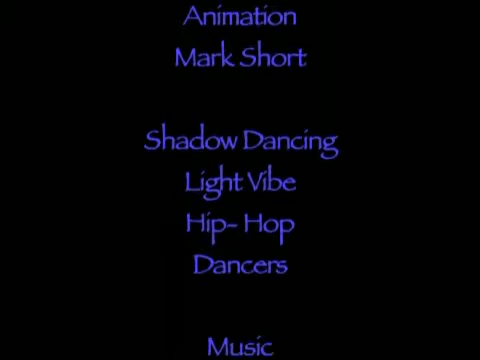 Animation
Mark Short
Shadow Dancing
Light Vibe
Hip- Hop
Dancers
Music